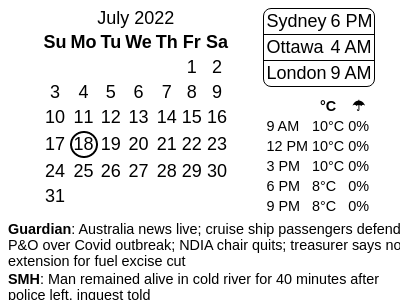 July 2022
Su Mo Tu We Th Fr Sa
1 2
3 4 5 6 7 8 9
10 11 12 13 14 15 16
17 18 19 20 21 22 23
24 25 26 27 28 29 30
31
Sydney 6 PM
Ottawa 4 AM
London 9 AM
°C ☂
9 AM 10°C 0%
12 PM 10°C 0%
3 PM 10°C 0%
6 PM 8°C 0%
9 PM 8°C 0%
Guardian: Australia news live; cruise ship passengers defend
P&O over Covid outbreak; NDIA chair quits; treasurer says no
extension for fuel excise cut
SMH: Man remained alive in cold river for 40 minutes after
police left, inquest told